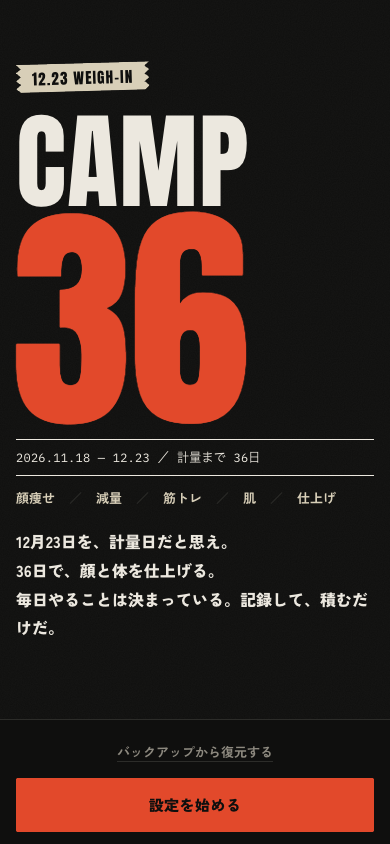 12.23 WEIGH-IN
CAMP
36
2026.11.18 — 12.23 ／ 計量まで 36日
顔痩せ ／ 減量 ／ 筋トレ ／ 肌 ／ 仕上げ
12月23日を、計量日だと思え。
36日で、顔と体を仕上げる。
毎日やることは決まっている。記録して、積むだ
けだ。
バックアップから復元する
設定を始める